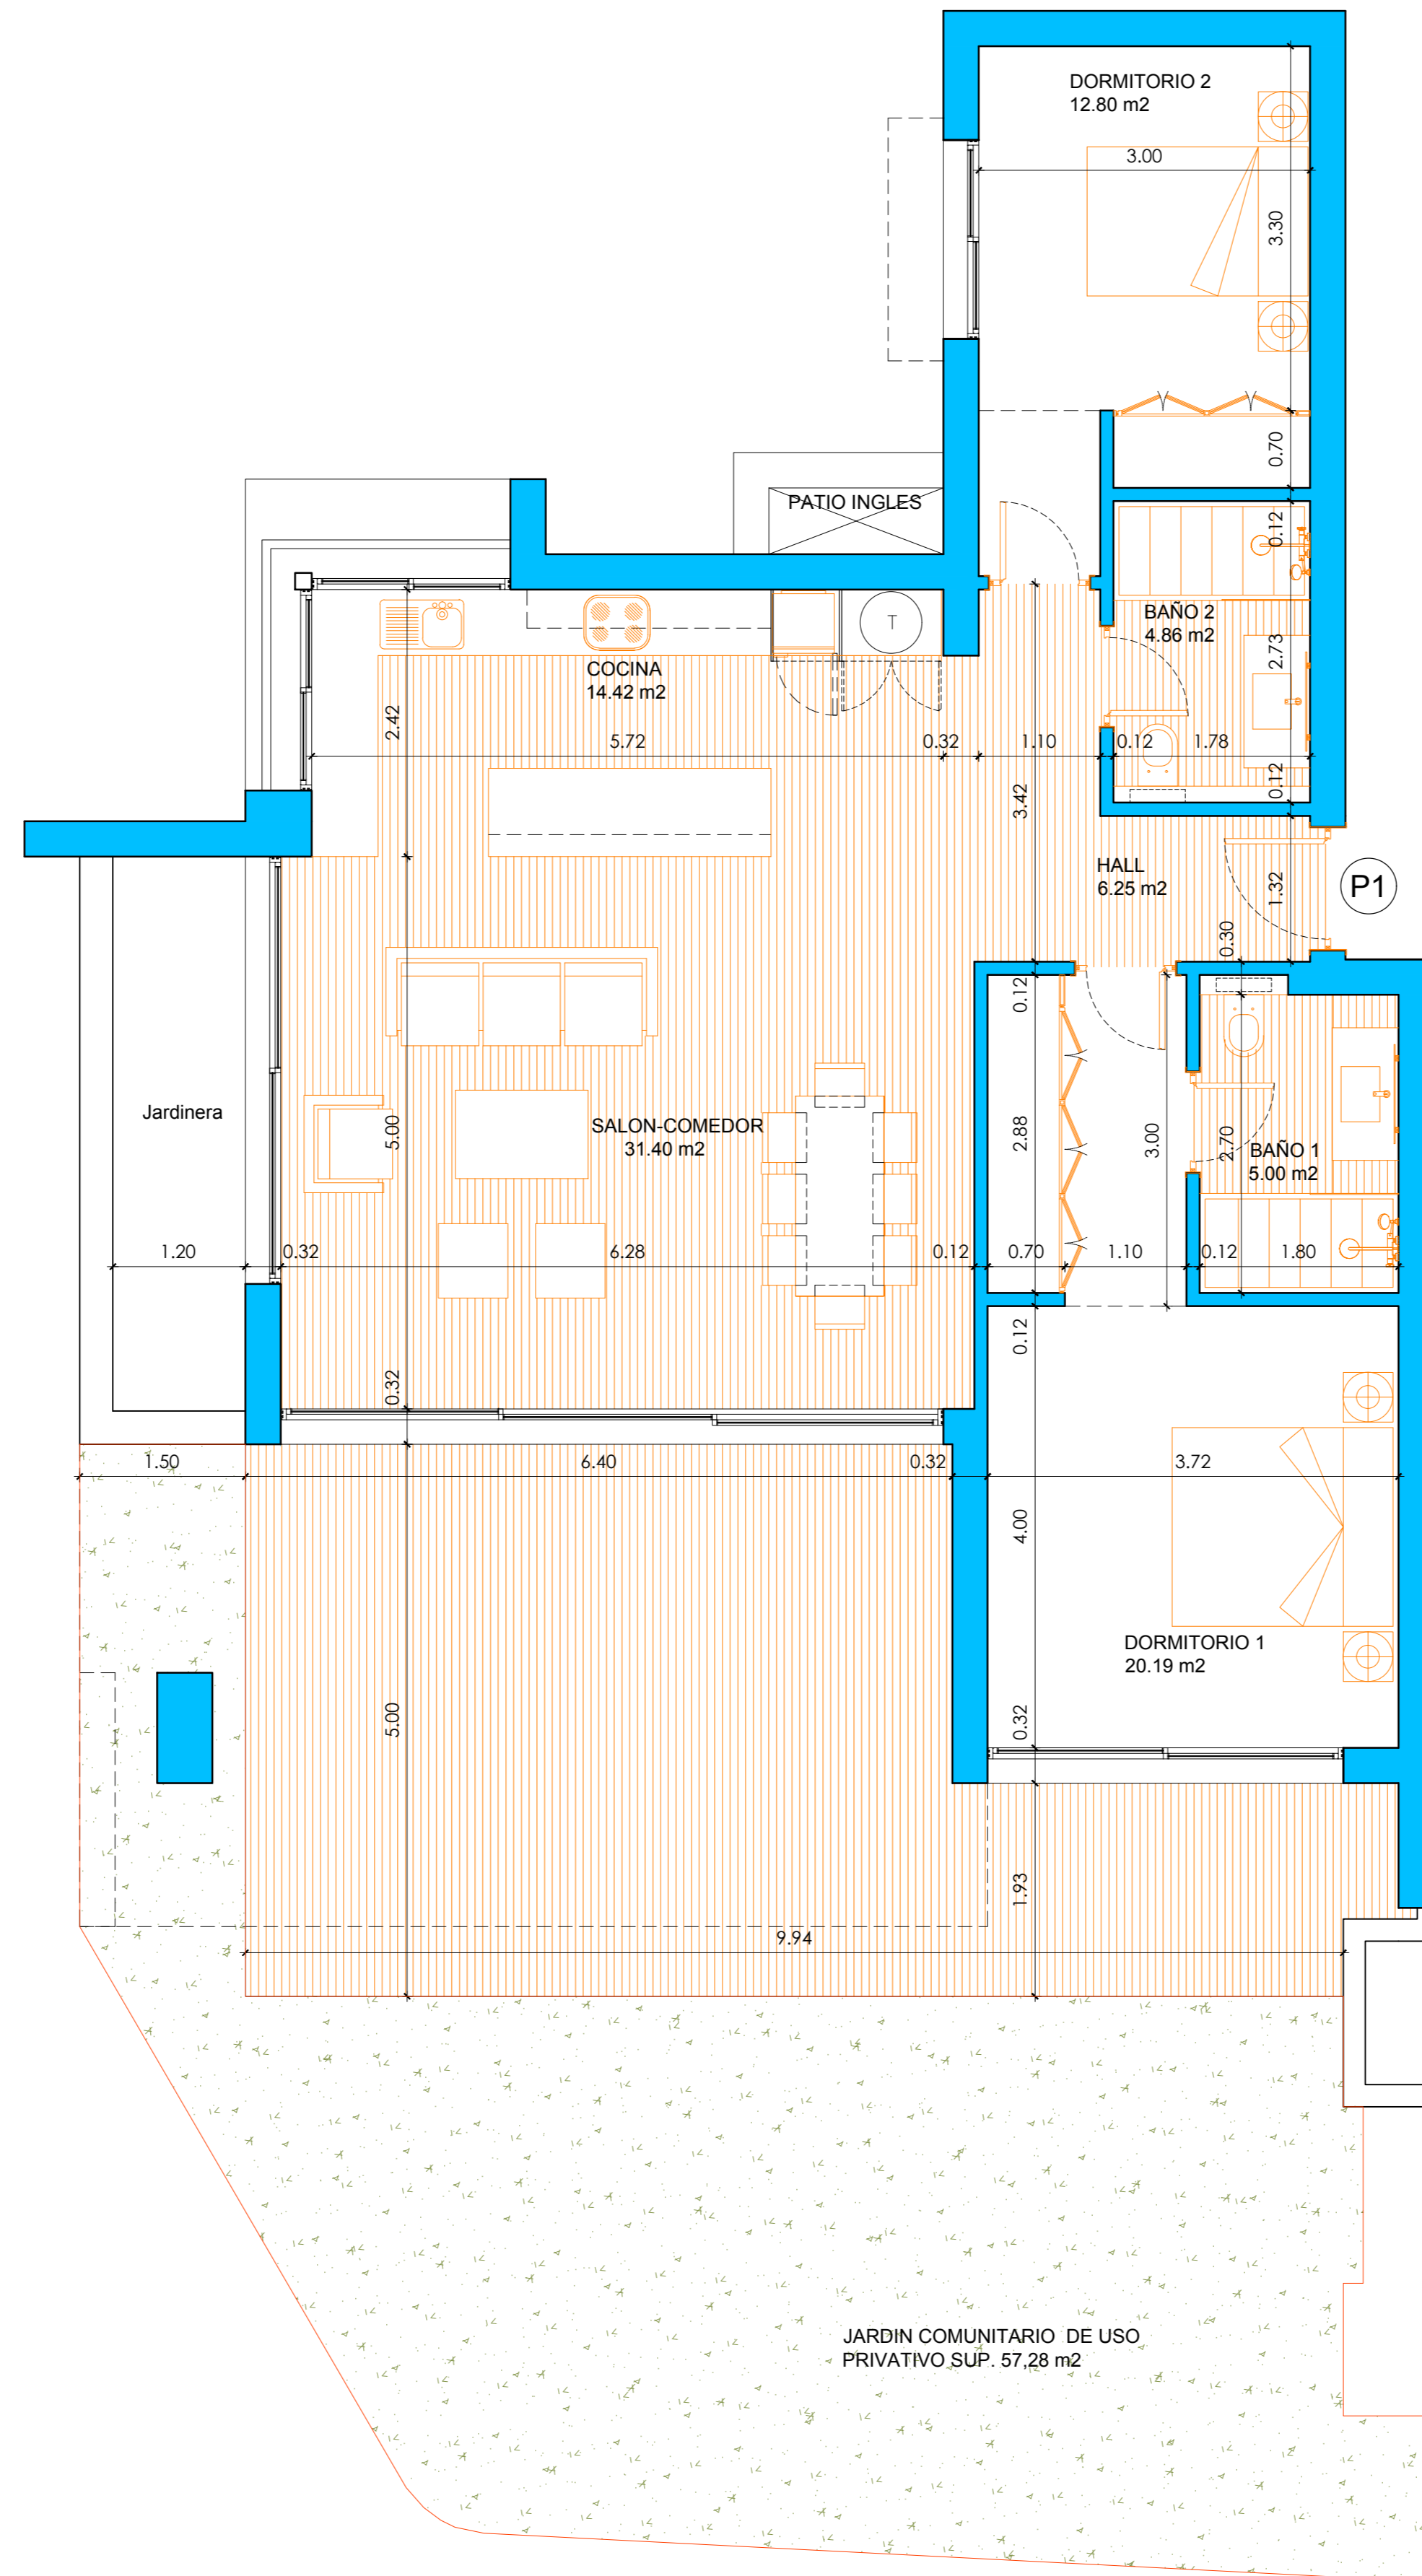 DORMITORIO 2
12.80 m2
3.00
3.30
0.70
PATIO INGLES
0.12
T
BAÑO 2
4.86 m2
2.73
COCINA
14.42 m2
2.42
5.72
0.32
1.10
0.12
1.78
0.12
3.42
HALL
6.25 m2
1.32
P1
0.30
0.12
Jardinera
5.00
SALON-COMEDOR
31.40 m2
2.88
3.00
2.70
BAÑO 1
5.00 m2
1.20
0.32
6.28
0.12
0.70
1.10
0.12
1.80
0.12
0.32
1.50
6.40
0.32
3.72
4.00
DORMITORIO 1
20.19 m2
5.00
0.32
1.93
9.94
JARDIN COMUNITARIO DE USO
PRIVATIVO SUP. 57,28 m2